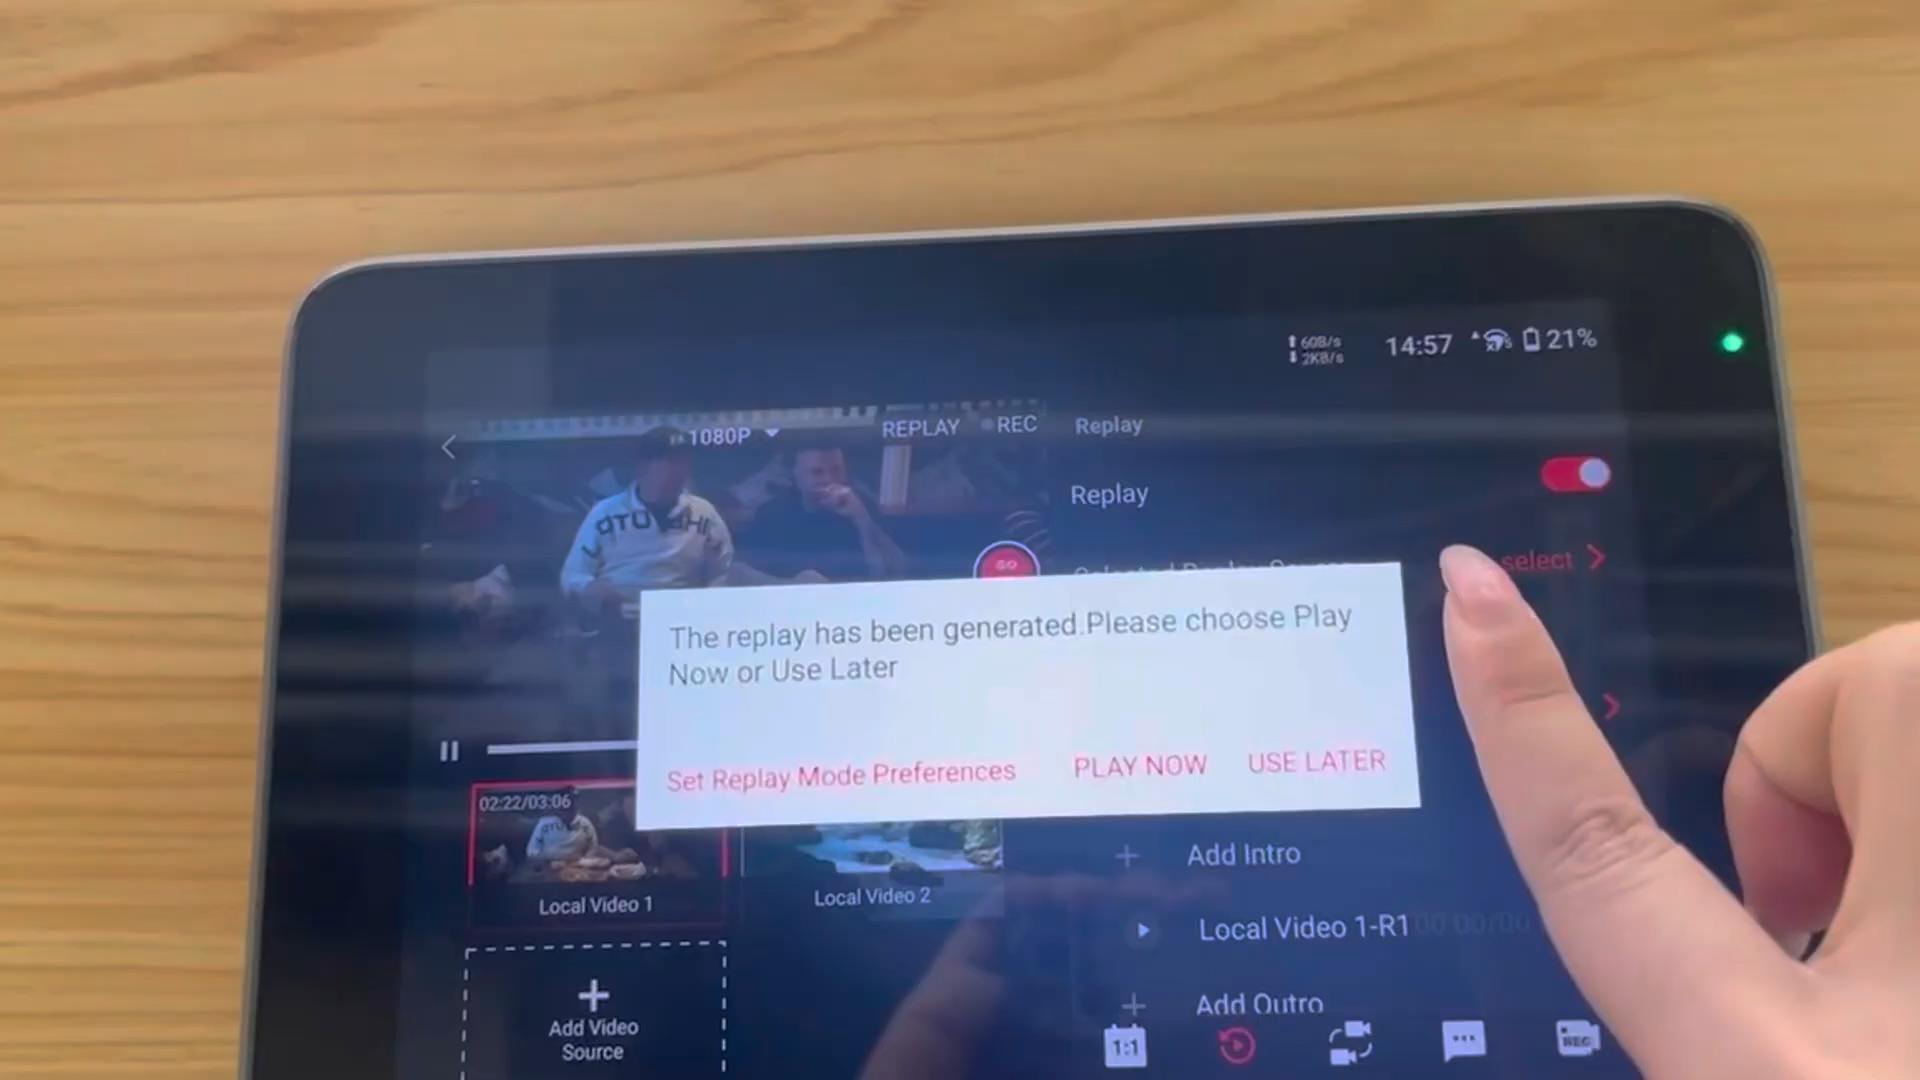 60B/s
2KB/s
14:57
21%
1080P
REPLAY
REC
Replay
Replay
GO
select
The replay has been generated.Please choose Play
Now or Use Later
Set Replay Mode Preferences
PLAY NOW
USE LATER
02:22/03:06
Local Video 1
Local Video 2
Add Intro
Local Video 1-R1
Add Outro
Add Video
Source
1:1
REC